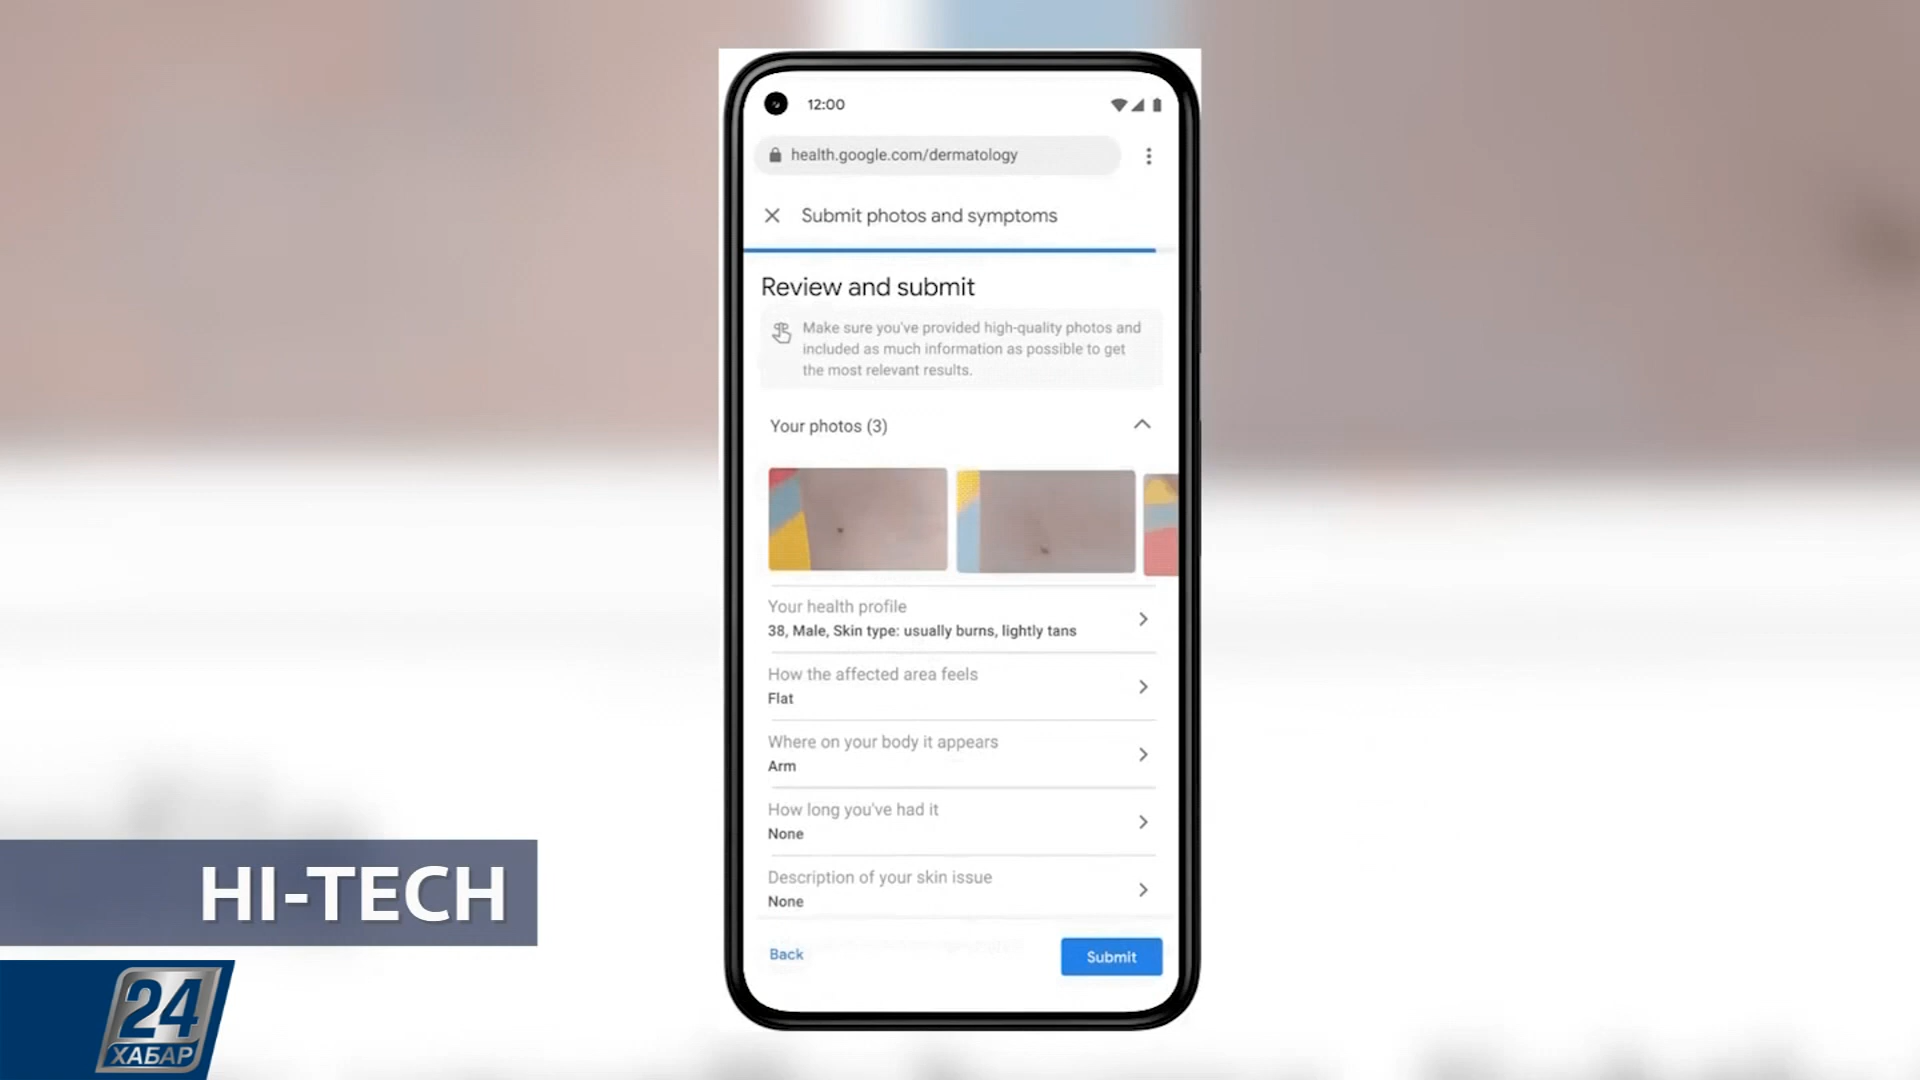 12:00
health.google.com/dermatology
Submit photos and symptoms
Review and submit
Make sure you've provided high-quality photos and
included as much information as possible to get
the most relevant results.
Your photos (3)
Your health profile
38, Male, Skin type: usually burns, lightly tans
How the affected area feels
Flat
Where on your body it appears
Arm
How long you've had it
None
Description of your skin issue
None
Back
Submit
HI-TECH
24
ХАБАР